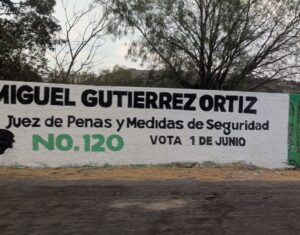 MIGUEL GUTIERREZ ORTIZ
Juez de Penas y Medidas de Seguridad
NO.120 VOTA 1 DE JUNIO